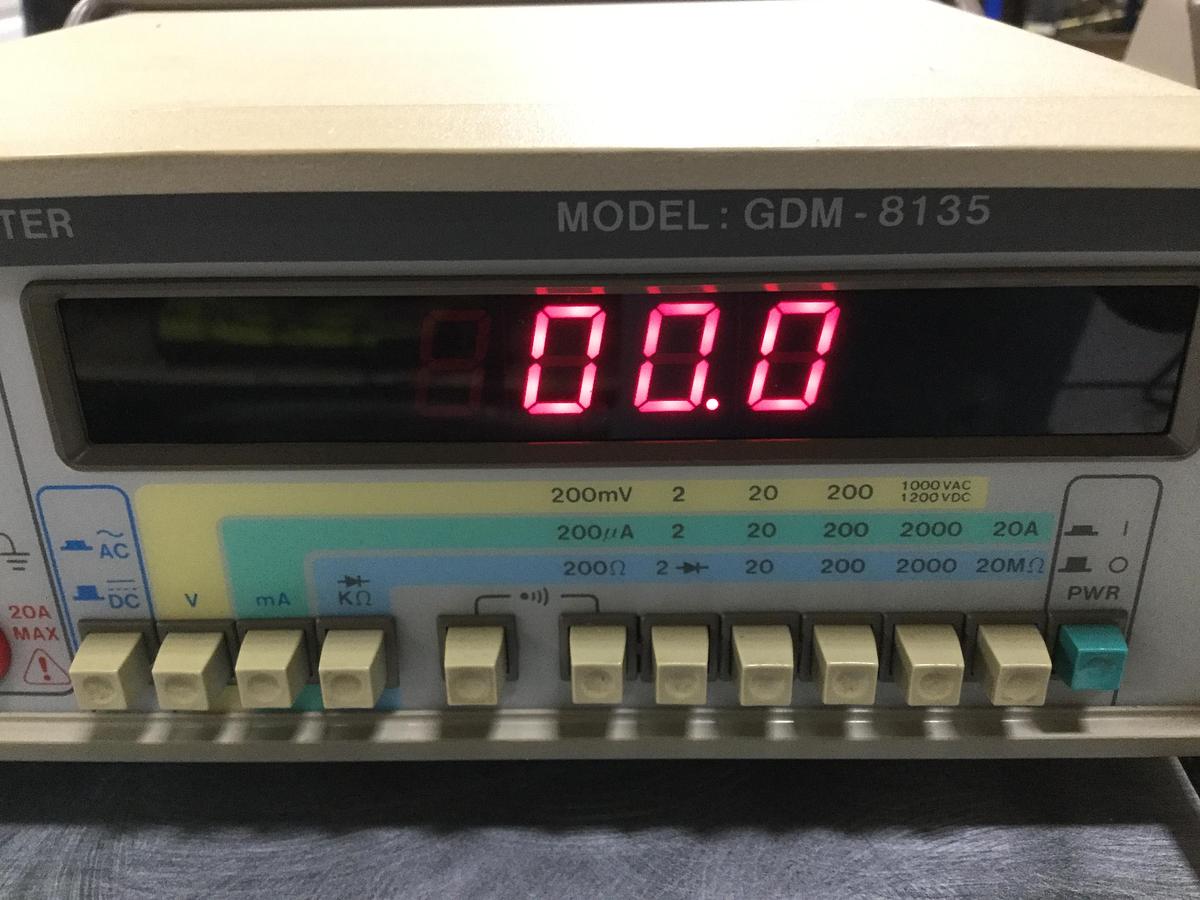 TER MODEL: GDM-8135
00.0
200mV 2 20 200 1000VAC 1200VDC
200µA 2 20 200 2000 20A I
AC
200Ω 2 20 200 2000 20MΩ O
DC V mA KΩ PWR
20A
MAX
!